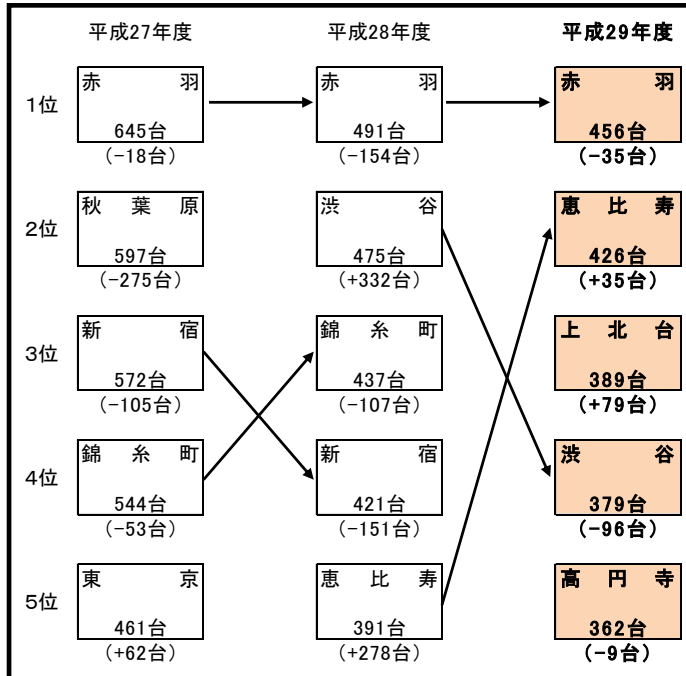 平成27年度 平成28年度 平成29年度
1位 赤羽 赤羽 赤羽
645台 491台 456台
(-18台) (-154台) (-35台)
2位 秋葉原 渋谷 恵比寿
597台 475台 426台
(-275台) (+332台) (+35台)
3位 新宿 錦糸町 上北台
572台 437台 389台
(-105台) (-107台) (+79台)
4位 錦糸町 新宿 渋谷
544台 421台 379台
(-53台) (-151台) (-96台)
5位 東京 恵比寿 高円寺
461台 391台 362台
(+62台) (+278台) (-9台)